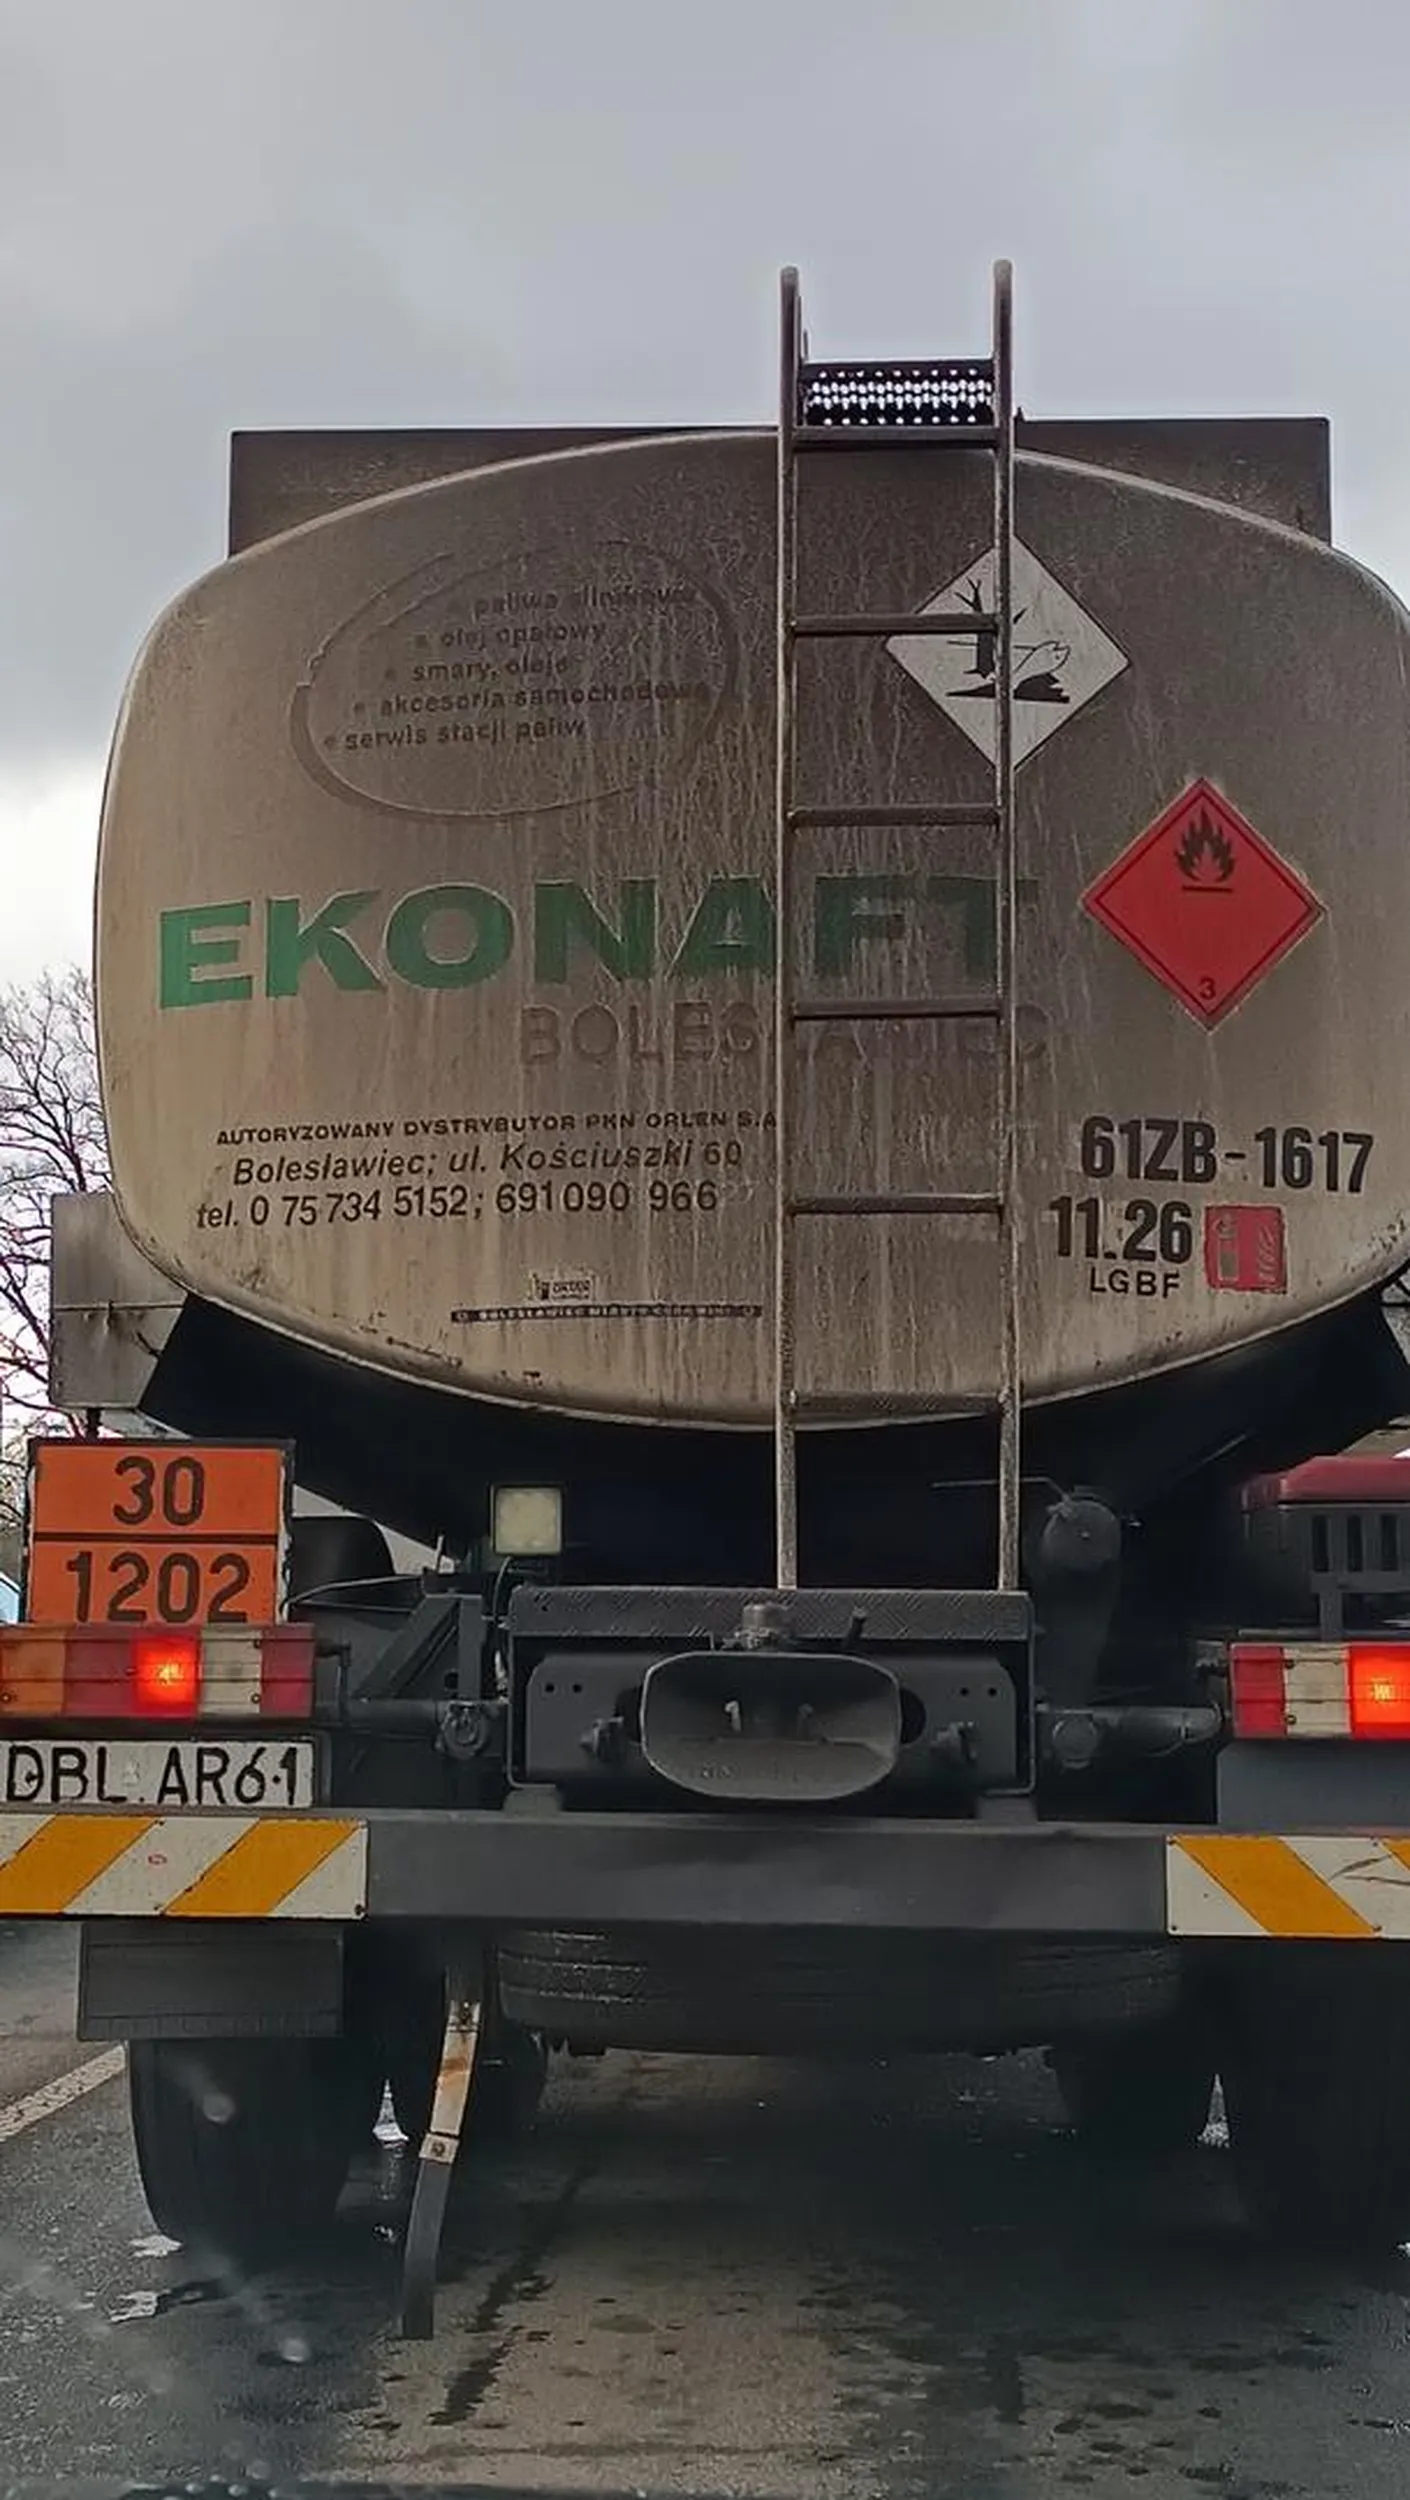 paliwa silnikowe
olej opałowy
smary, oleje
akcesoria samochodowe
serwis stacji paliw
EKONAFT
BOLESŁAWIEC
3
AUTORYZOWANY DYSTRYBUTOR PKN ORLEN S.A
Bolesławiec; ul. Kościuszki 60
tel. 0 75 734 5152; 691 090 966
61ZB-1617
11.26
LGBF
30
1202
DBL AR61